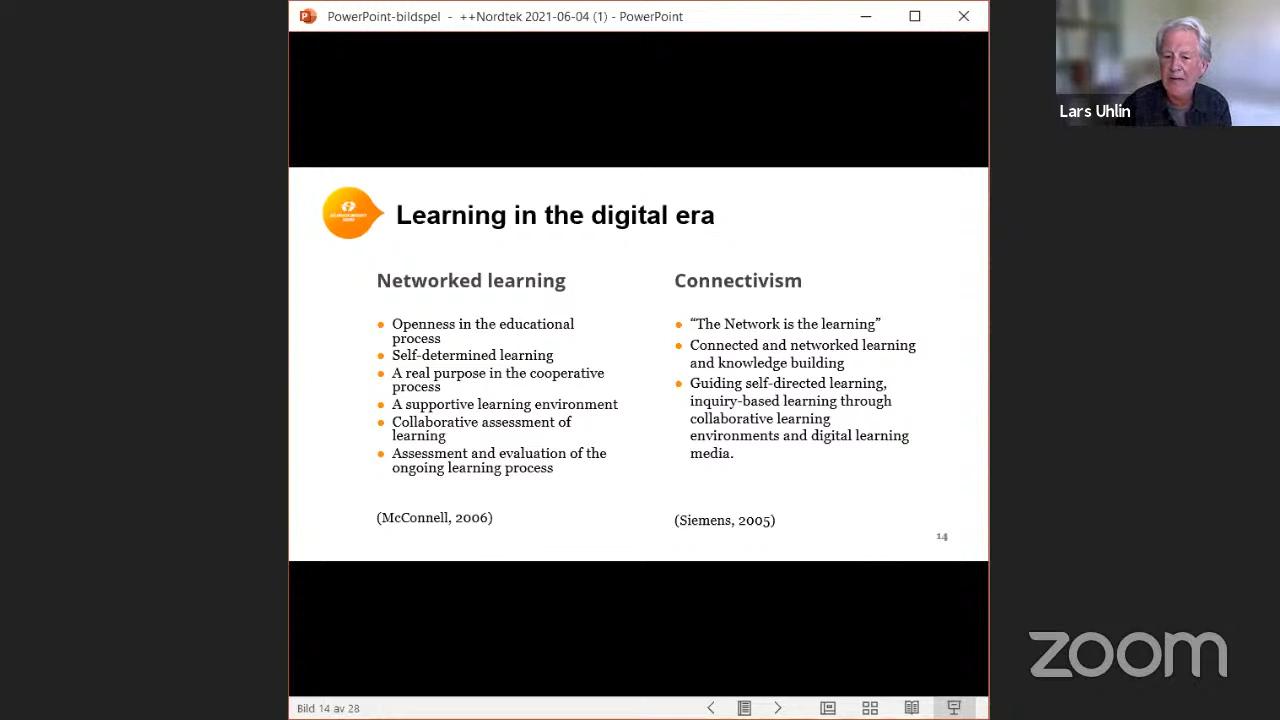 PowerPoint-bildspel - ++Nordtek 2021-06-04 (1) - PowerPoint
Lars Uhlin
Learning in the digital era
Networked learning
Openness in the educational
process
Self-determined learning
A real purpose in the cooperative
process
A supportive learning environment
Collaborative assessment of
learning
Assessment and evaluation of the
ongoing learning process
(McConnell, 2006)
Connectivism
“The Network is the learning”
Connected and networked learning
and knowledge building
Guiding self-directed learning,
inquiry-based learning through
collaborative learning
environments and digital learning
media.
(Siemens, 2005)
14
zoom
Bild 14 av 28